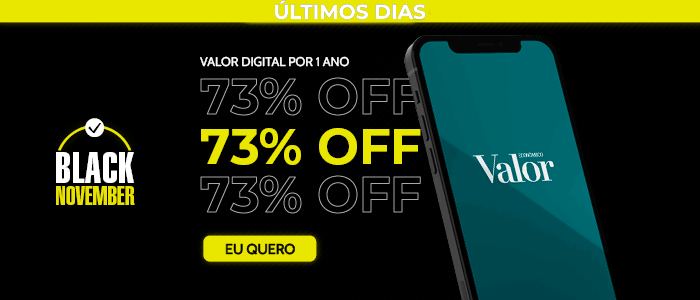 ÚLTIMOS DIAS
VALOR DIGITAL POR 1 ANO
73% OFF
73% OFF
73% OFF
BLACK
NOVEMBER
ECONÔMICO
Valor
EU QUERO